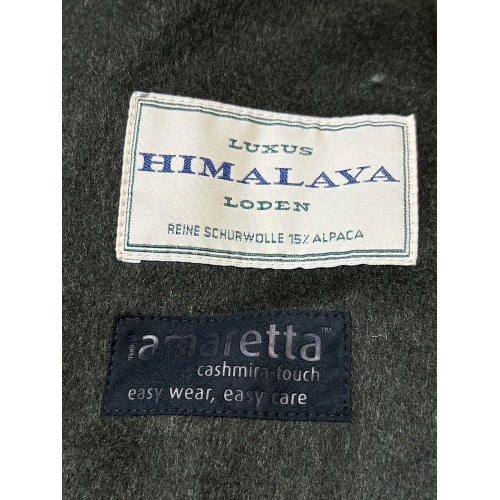 LUXUS
HIMALAYA
LODEN
REINE SCHURWOLLE 15% ALPACA
amaretta™
cashmira-touch
easy wear, easy care